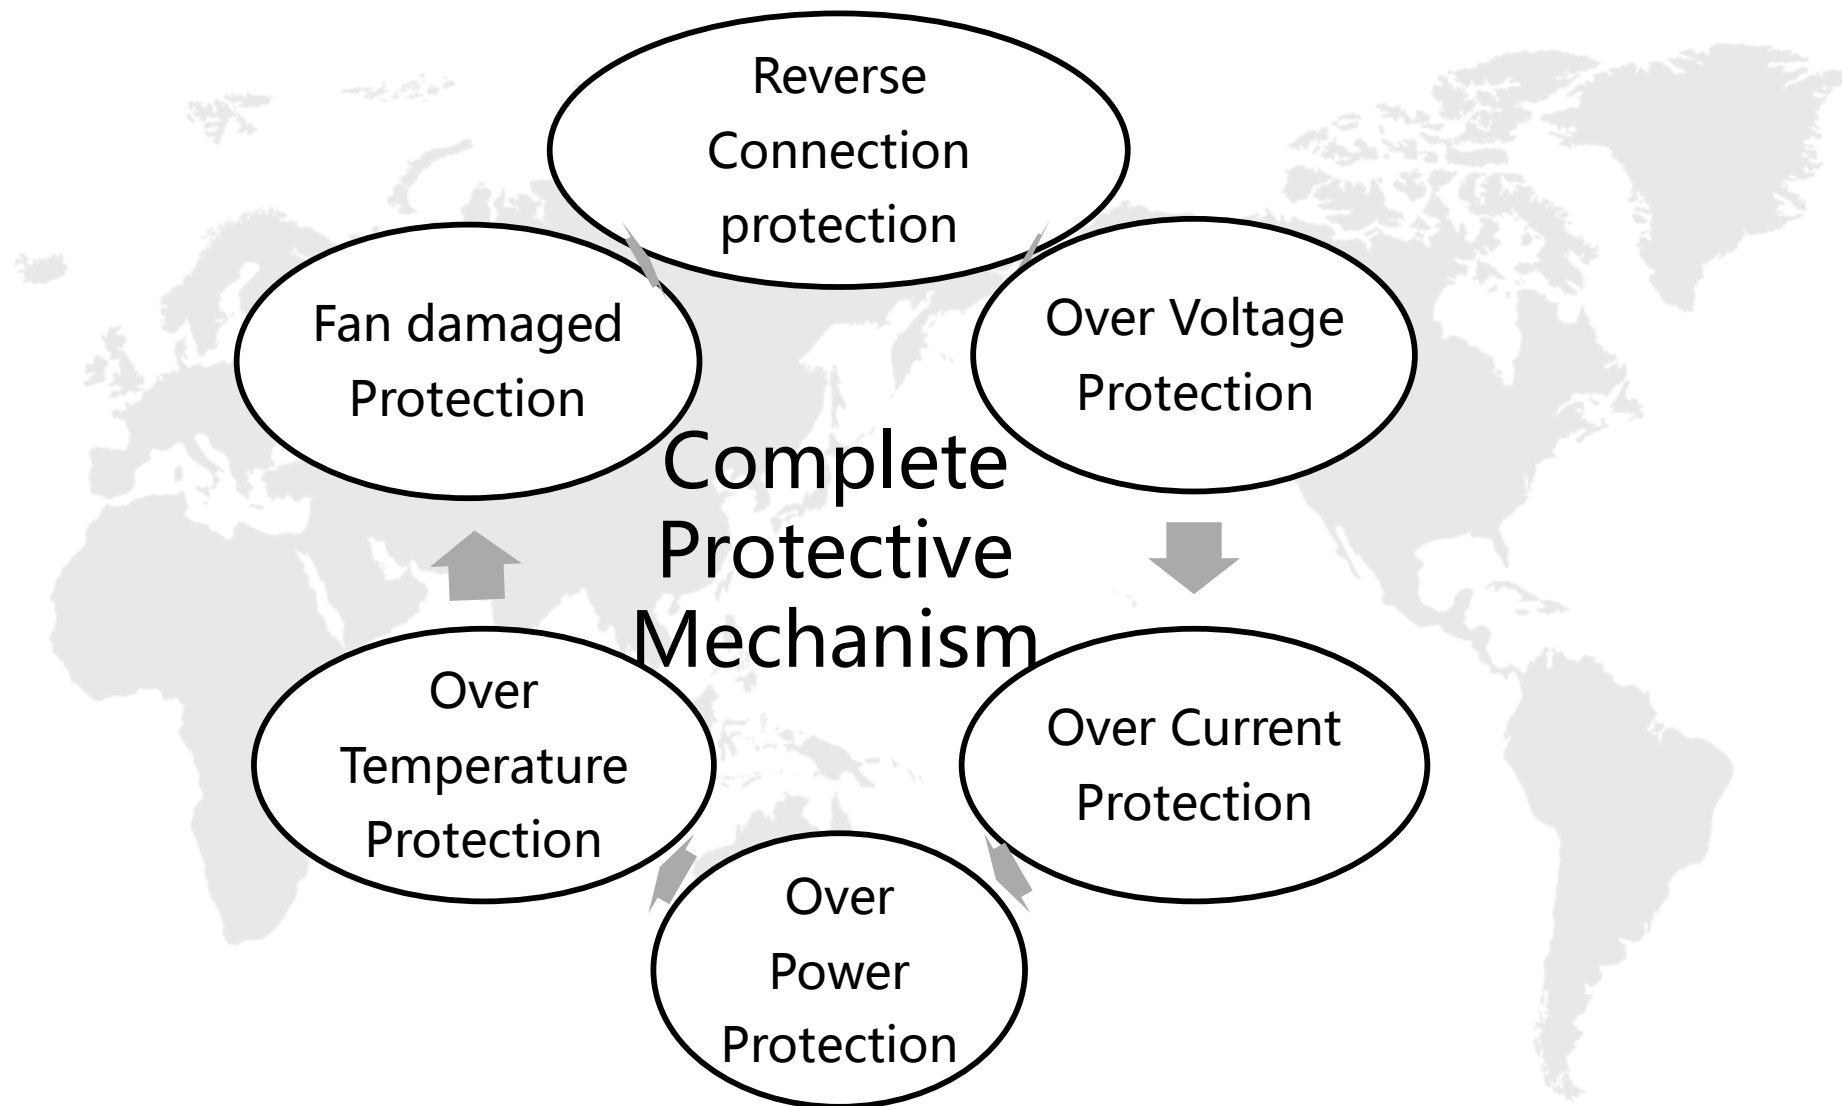 Reverse
Connection
protection
Over Voltage
Protection
Over Current
Protection
Over
Power
Protection
Over
Temperature
Protection
Fan damaged
Protection
Complete
Protective
Mechanism